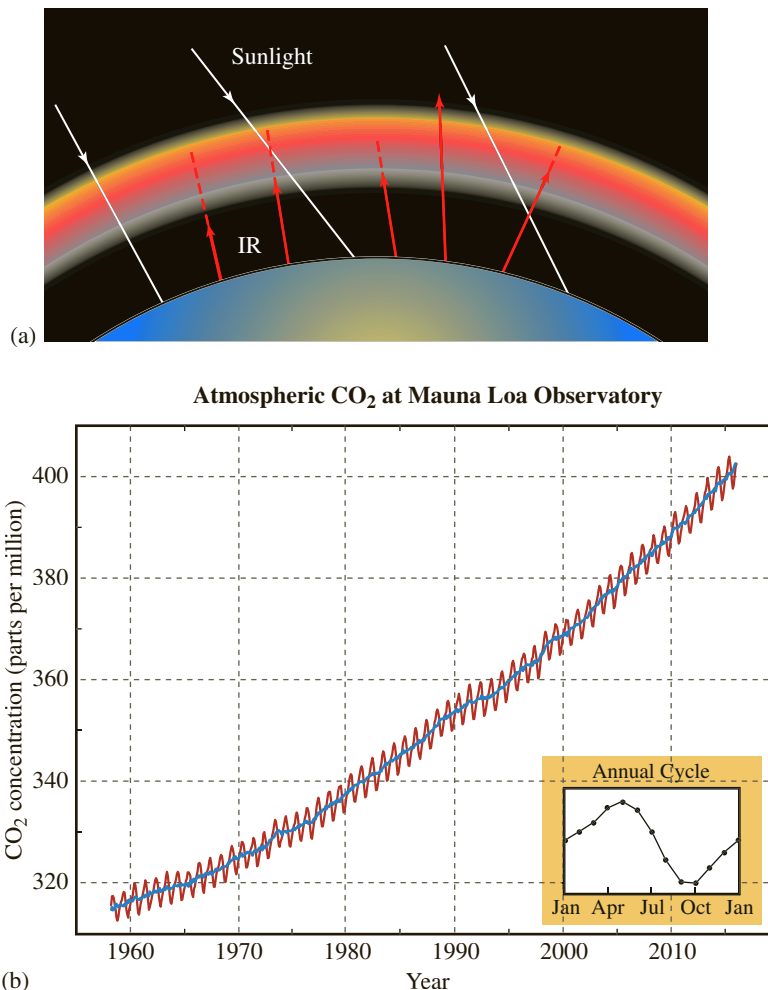 Sunlight
IR
(a)
Atmospheric CO₂ at Mauna Loa Observatory
CO₂ concentration (parts per million)
400
380
360
340
320
Annual Cycle
Jan Apr Jul Oct Jan
1960 1970 1980 1990 2000 2010
Year
(b)